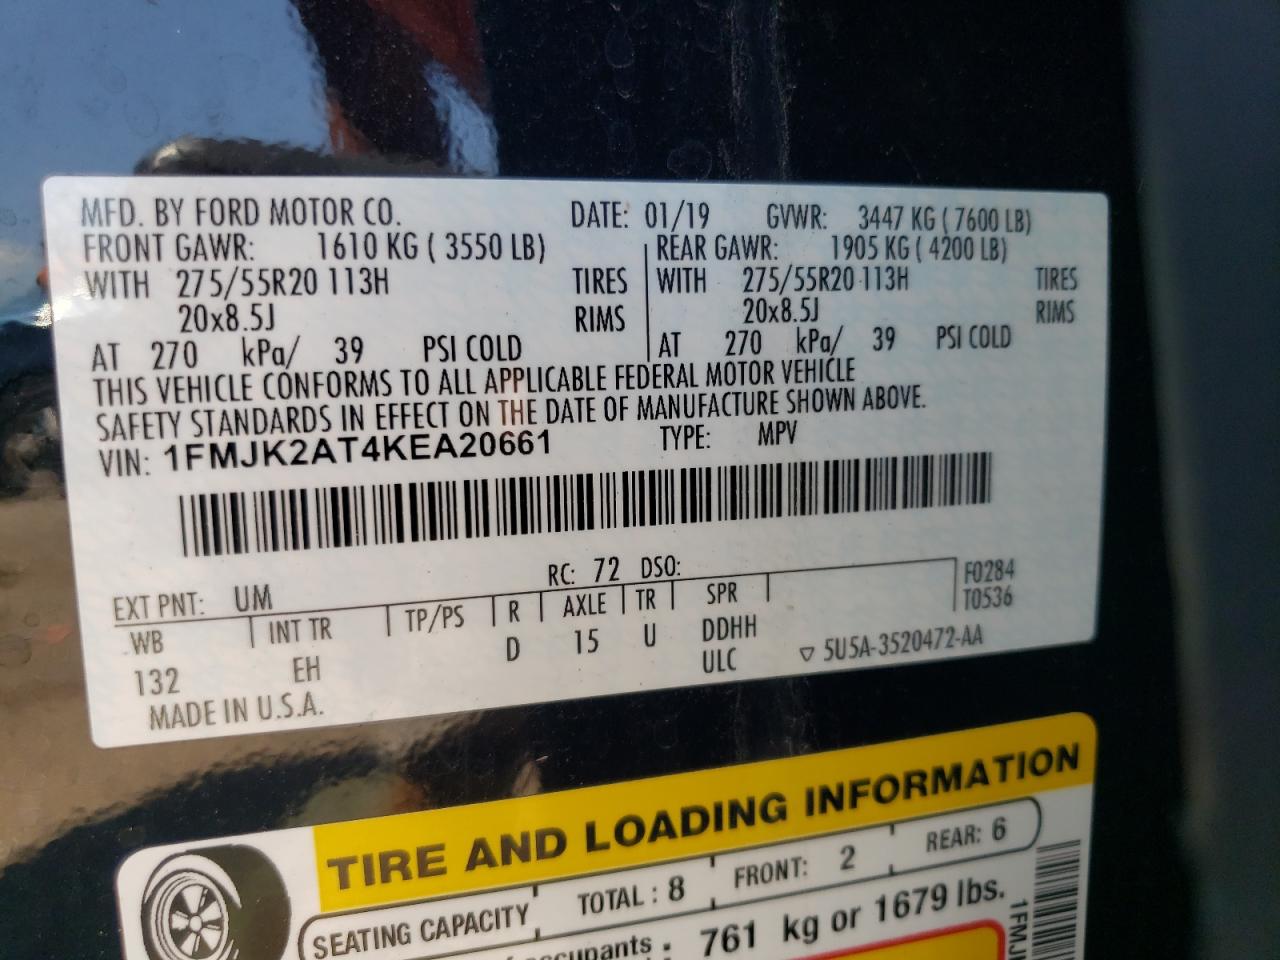 MFD. BY FORD MOTOR CO. DATE: 01/19 GVWR: 3447 KG ( 7600 LB)
FRONT GAWR: 1610 KG ( 3550 LB) REAR GAWR: 1905 KG ( 4200 LB)
WITH 275/55R20 113H TIRES WITH 275/55R20 113H TIRES
20x8.5J RIMS 20x8.5J RIMS
AT 270 kPa/ 39 PSI COLD AT 270 kPa/ 39 PSI COLD
THIS VEHICLE CONFORMS TO ALL APPLICABLE FEDERAL MOTOR VEHICLE
SAFETY STANDARDS IN EFFECT ON THE DATE OF MANUFACTURE SHOWN ABOVE.
VIN: 1FMJK2AT4KEA20661 TYPE: MPV
EXT PNT: UM RC: 72 DSO: F0284
WB INT TR TP/PS R AXLE TR SPR T0536
132 EH D 15 U DDHH
ULC ▽ 5U5A-3520472-AA
MADE IN U.S.A.
TIRE AND LOADING INFORMATION
SEATING CAPACITY TOTAL : 8 FRONT: 2 REAR: 6
761 kg or 1679 lbs.
1FMJ